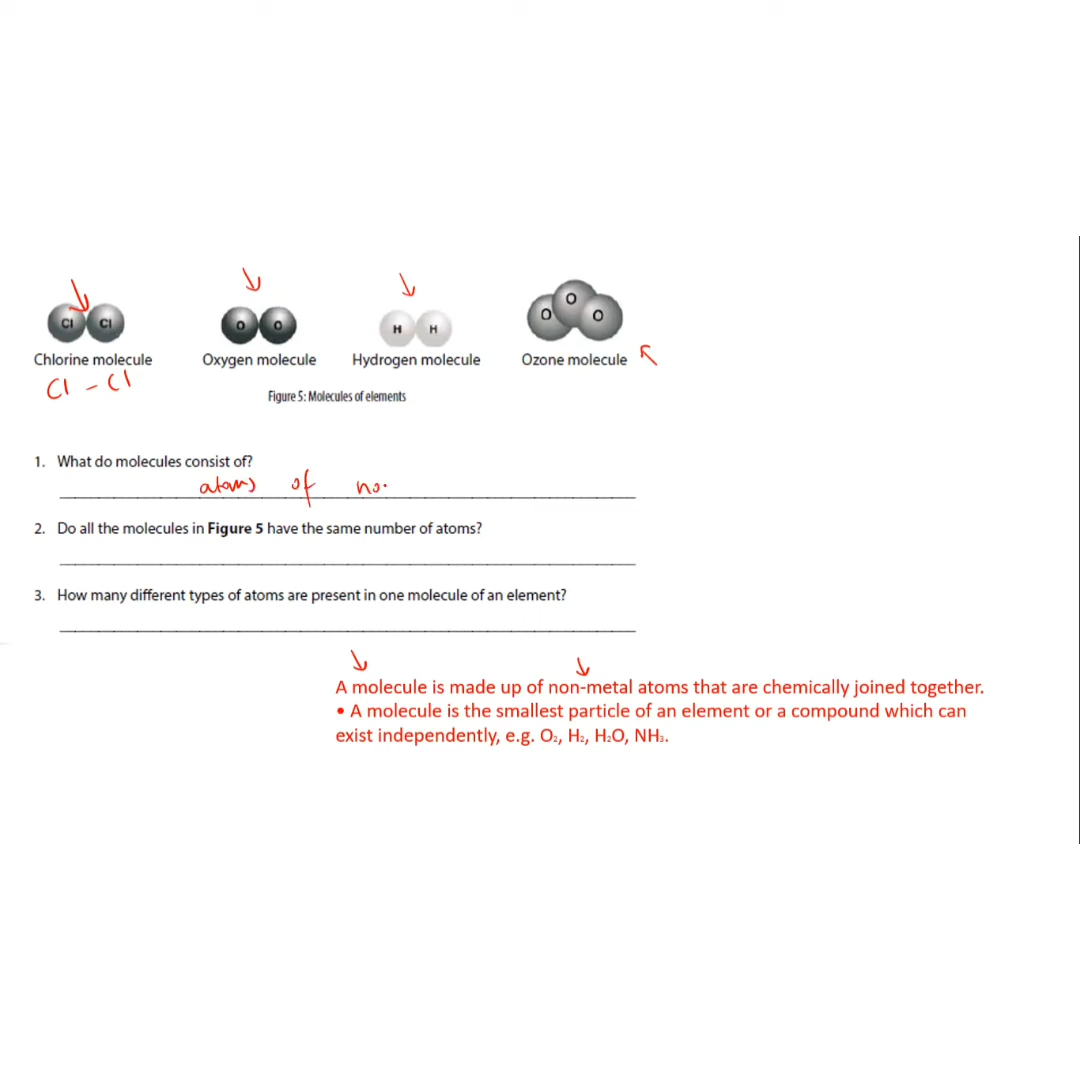 Cl Cl O O H H O O O
Chlorine molecule Oxygen molecule Hydrogen molecule Ozone molecule
Cl - Cl
Figure 5: Molecules of elements
1. What do molecules consist of?
atoms of no.
2. Do all the molecules in Figure 5 have the same number of atoms?
3. How many different types of atoms are present in one molecule of an element?
A molecule is made up of non-metal atoms that are chemically joined together.
• A molecule is the smallest particle of an element or a compound which can
exist independently, e.g. O₂, H₂, H₂O, NH₃.